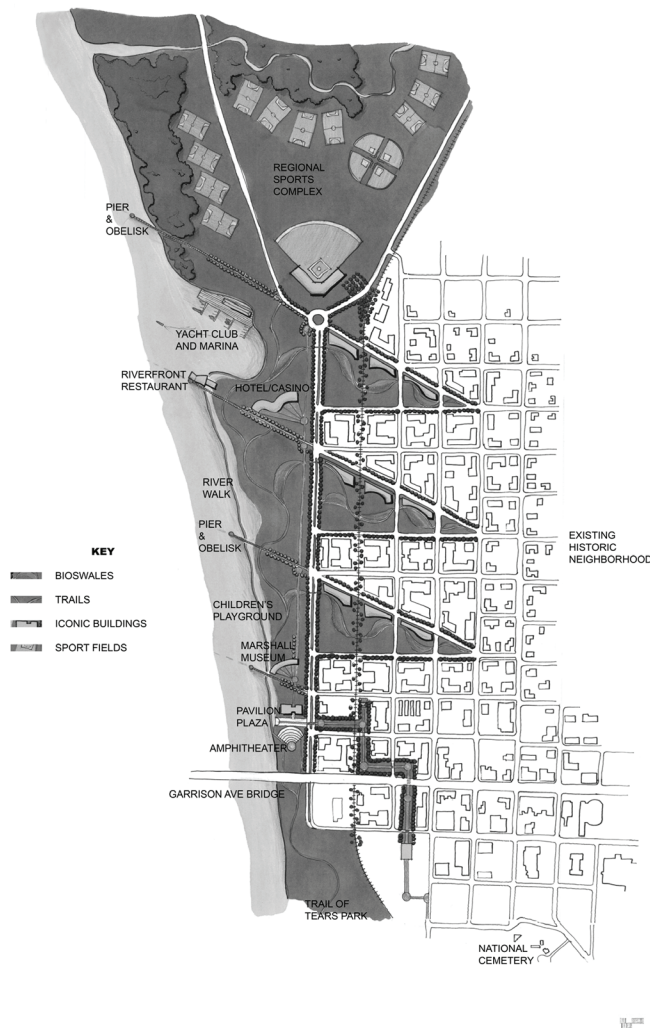 REGIONAL
SPORTS
COMPLEX
PIER
&
OBELISK
YACHT CLUB
AND MARINA
RIVERFRONT
RESTAURANT
HOTEL/CASINO
RIVER
WALK
PIER
&
OBELISK
EXISTING
HISTORIC
NEIGHBORHOOD
KEY
BIOSWALES
TRAILS
ICONIC BUILDINGS
SPORT FIELDS
CHILDREN'S
PLAYGROUND
MARSHALL
MUSEUM
PAVILION
PLAZA
AMPHITHEATER
GARRISON AVE BRIDGE
TRAIL OF
TEARS PARK
NATIONAL
CEMETERY